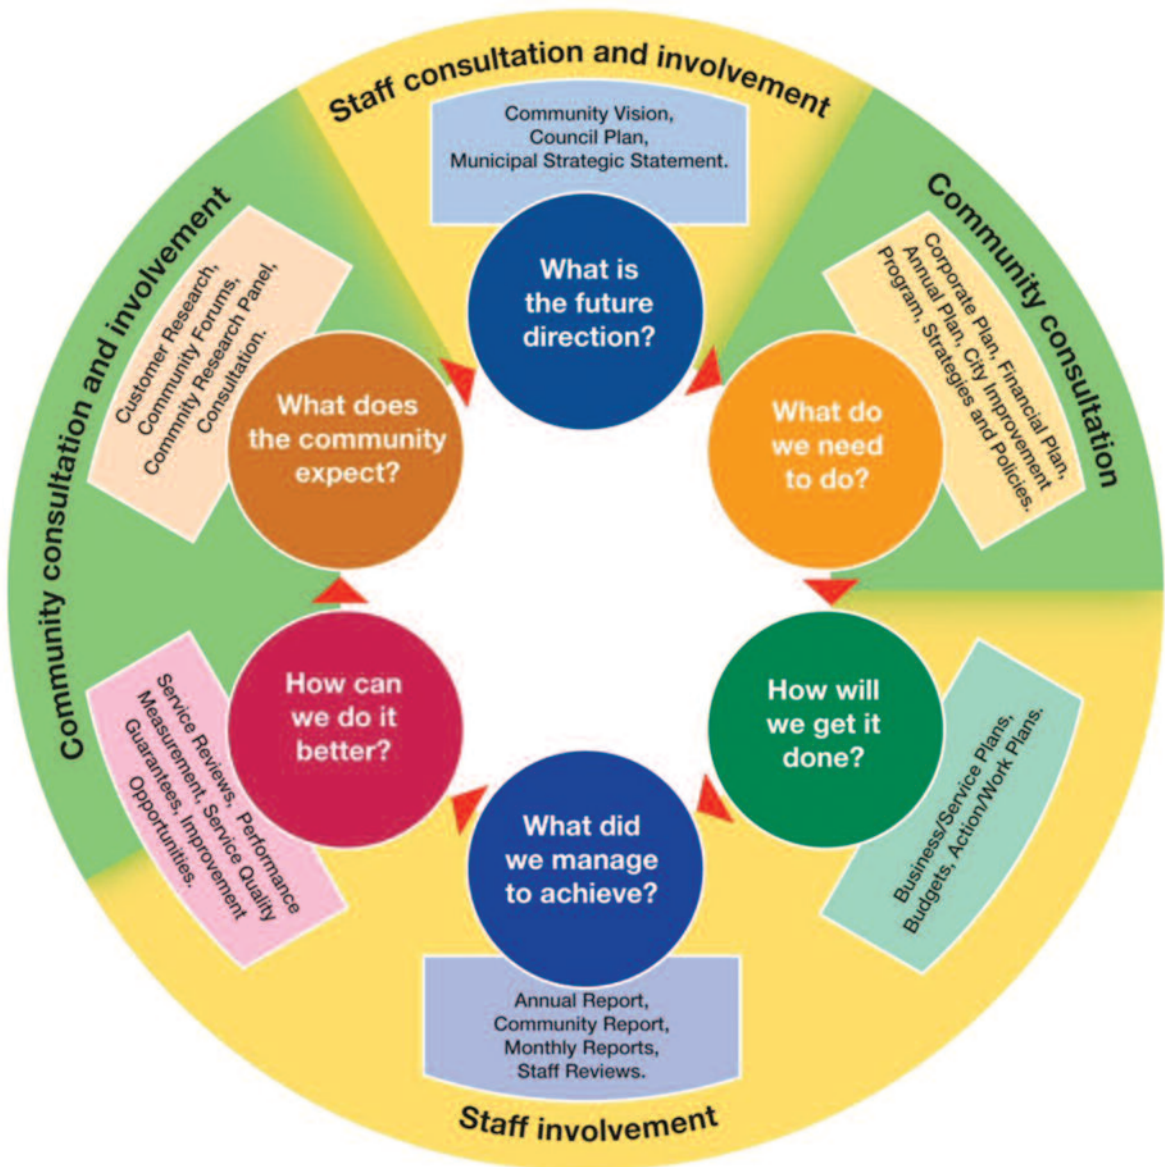 Staff consultation and involvement
Community Vision,
Council Plan,
Municipal Strategic Statement.
What is
the future
direction?
Community consultation
Corporate Plan, Financial Plan,
Annual Plan, City Improvement
Program, Strategies and Policies.
What do
we need
to do?
How will
we get it
done?
Business/Service Plans,
Budgets, Action/Work Plans.
What did
we manage
to achieve?
Annual Report,
Community Report,
Monthly Reports,
Staff Reviews.
Staff involvement
How can
we do it
better?
Service Reviews, Performance
Measurement, Service Quality
Guarantees, Improvement
Opportunities.
Community consultation and involvement
Customer Research,
Community Forums,
Commnity Research Panel,
Consultation.
What does
the community
expect?